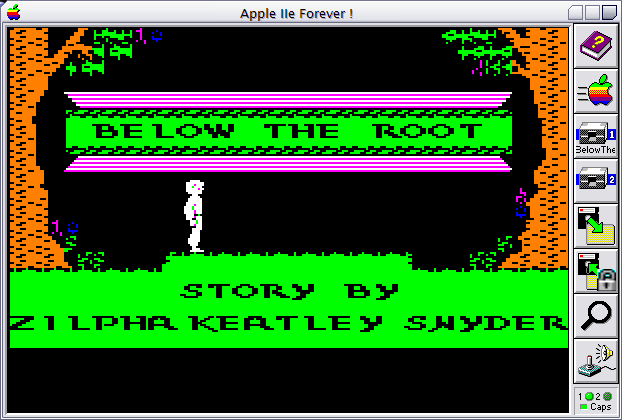 Apple IIe Forever !
BELOW THE ROOT
STORY BY
ZILPHA KEATLEY SNYDER
?
1
BelowThe
2
1 2
Caps